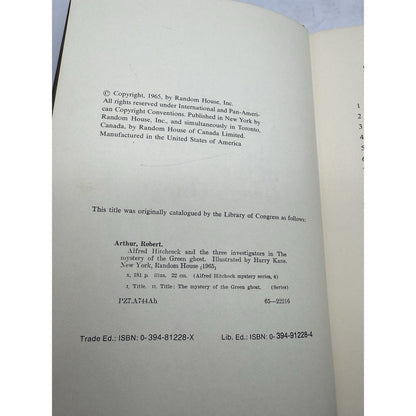 © Copyright, 1965, by Random House, Inc.
All rights reserved under International and Pan-Ameri-
can Copyright Conventions. Published in New York by
Random House, Inc., and simultaneously in Toronto,
Canada, by Random House of Canada Limited.
Manufactured in the United States of America
This title was originally catalogued by the Library of Congress as follows:
Arthur, Robert.
Alfred Hitchcock and the three investigators in The
mystery of the Green ghost. Illustrated by Harry Kane.
New York, Random House [1965]
x, 181 p. illus. 22 cm. (Alfred Hitchcock mystery series, 4)
I. Title. II. Title: The mystery of the Green ghost. (Series)
PZ7.A744Ah 65—22216
Trade Ed.: ISBN: 0-394-81228-X Lib. Ed.: ISBN: 0-394-91228-4
1
3
4
5
6
7